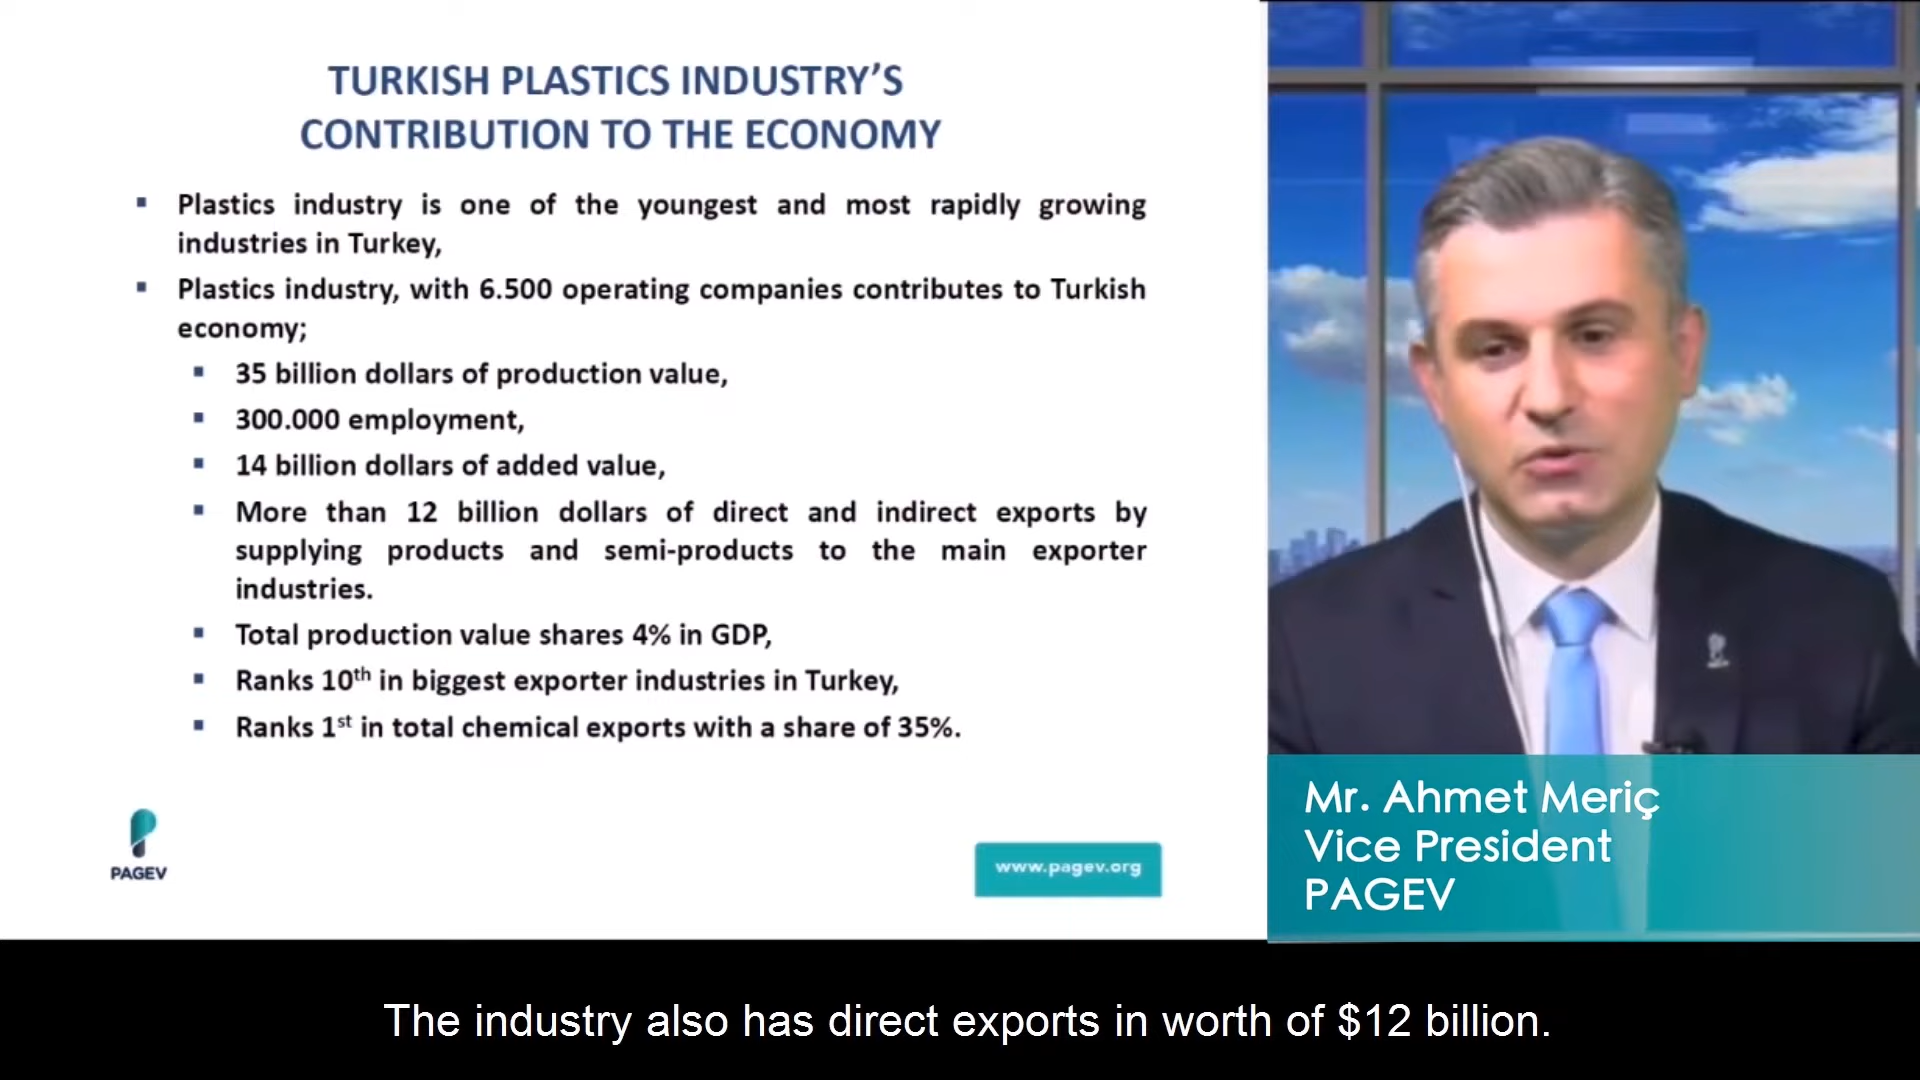 TURKISH PLASTICS INDUSTRY’S
CONTRIBUTION TO THE ECONOMY
Plastics industry is one of the youngest and most rapidly growing
industries in Turkey,
Plastics industry, with 6.500 operating companies contributes to Turkish
economy;
35 billion dollars of production value,
300.000 employment,
14 billion dollars of added value,
More than 12 billion dollars of direct and indirect exports by
supplying products and semi-products to the main exporter
industries.
Total production value shares 4% in GDP,
Ranks 10th in biggest exporter industries in Turkey,
Ranks 1st in total chemical exports with a share of 35%.
PAGEV
www.pagev.org
Mr. Ahmet Meriç
Vice President
PAGEV
The industry also has direct exports in worth of $12 billion.